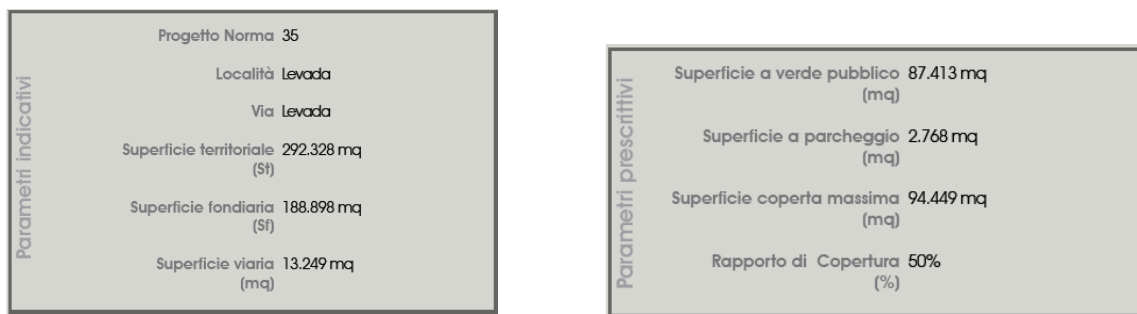 Parametri indicativi
Progetto Norma 35
Località Levada
Via Levada
Superficie territoriale 292.328 mq
(St)
Superficie fondiaria 188.898 mq
(Sf)
Superficie viaria 13.249 mq
(mq)
Parametri prescrittivi
Superficie a verde pubblico 87.413 mq
(mq)
Superficie a parcheggio 2.768 mq
(mq)
Superficie coperta massima 94.449 mq
(mq)
Rapporto di Copertura 50%
(%)